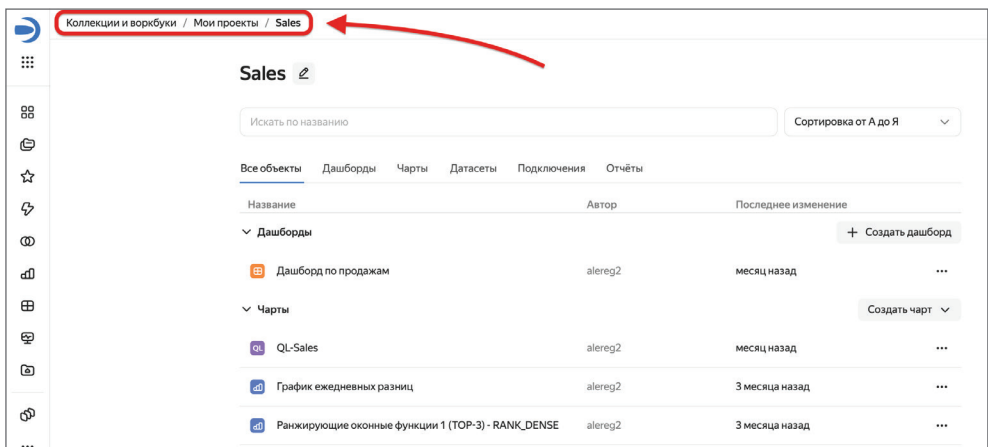 Коллекции и воркбуки / Мои проекты / Sales
Sales
Искать по названию
Сортировка от А до Я
Все объекты Дашборды Чарты Датасеты Подключения Отчёты
Название Автор Последнее изменение
Дашборды + Создать дашборд
Дашборд по продажам alereg2 месяц назад ...
Чарты Создать чарт
QL QL-Sales alereg2 месяц назад ...
График ежедневных разниц alereg2 3 месяца назад ...
Ранжирующие оконные функции 1 (TOP-3) - RANK_DENSE alereg2 3 месяца назад ...